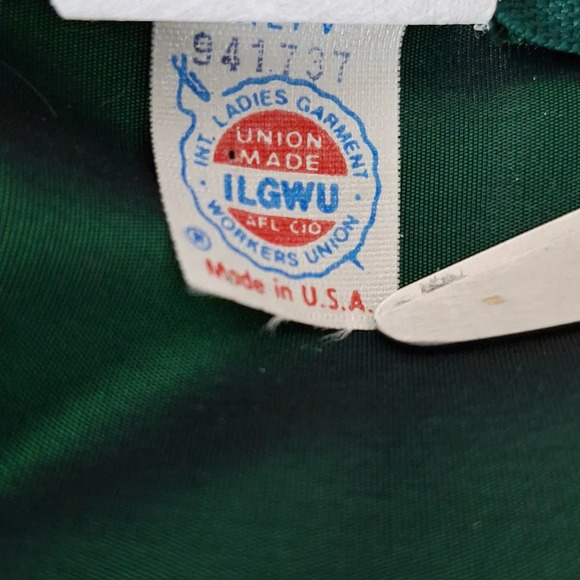 941737
INT. LADIES GARMENT
UNION
MADE
ILGWU
AFL CIO
WORKERS UNION
®
Made in U.S.A.